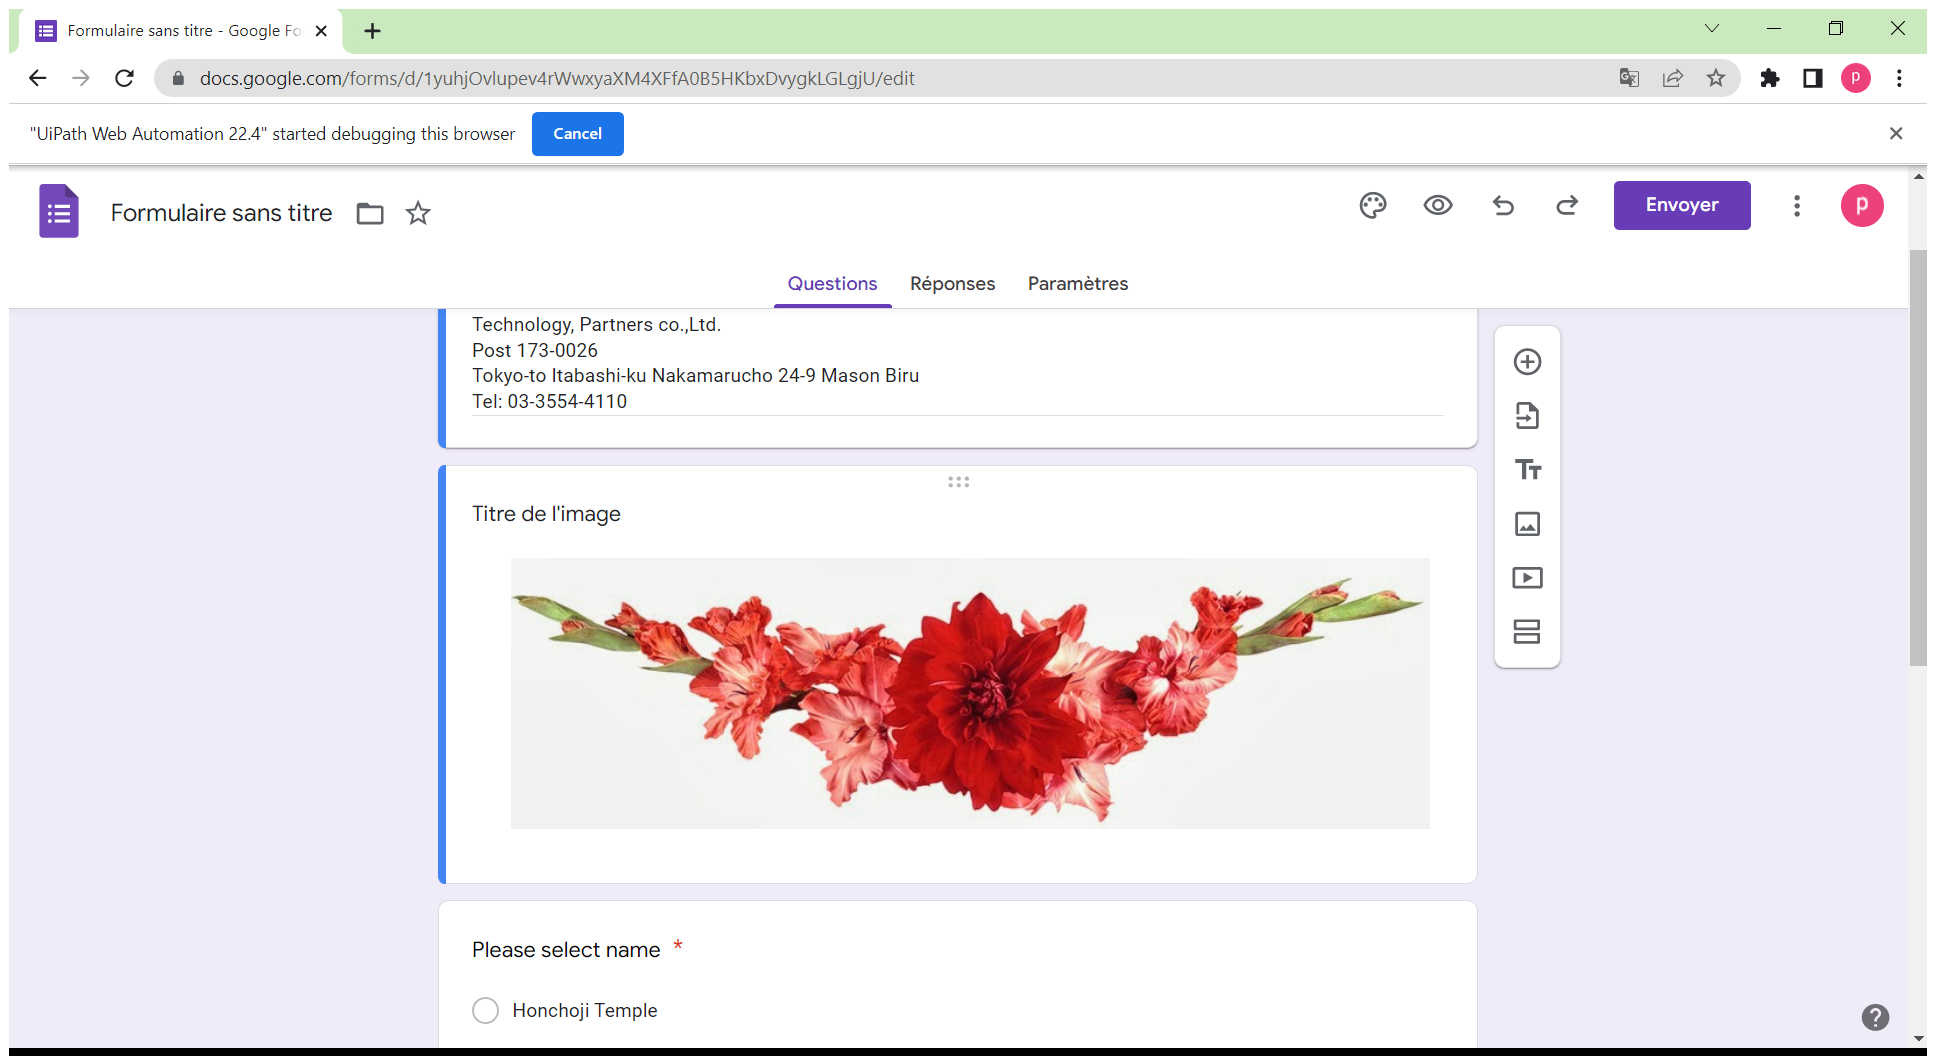 Formulaire sans titre - Google Fo
docs.google.com/forms/d/1yuhjOvlupev4rWwxyaXM4XFfA0B5HKbxDvygkLGLgjU/edit
P
"UiPath Web Automation 22.4" started debugging this browser
Cancel
Formulaire sans titre
Envoyer
p
Questions
Réponses
Paramètres
Technology, Partners co.,Ltd.
Post 173-0026
Tokyo-to Itabashi-ku Nakamarucho 24-9 Mason Biru
Tel: 03-3554-4110
Titre de l'image
Please select name *
Honchoji Temple